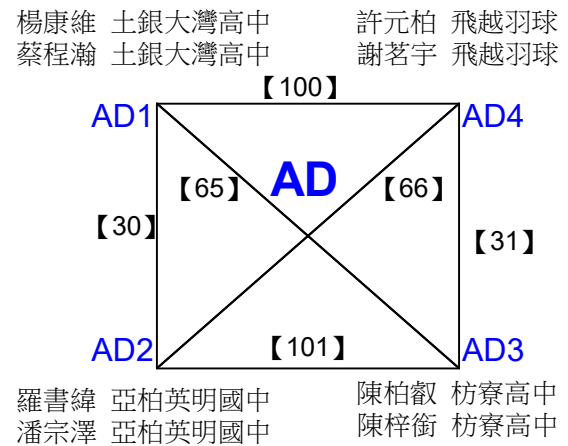 楊康維 土銀大灣高中
蔡程瀚 土銀大灣高中
許元柏 飛越羽球
謝茗宇 飛越羽球
【100】
AD1
AD4
【65】
AD
【66】
【30】
【31】
AD2
【101】
AD3
羅書緯 亞柏英明國中
潘宗澤 亞柏英明國中
陳柏叡 枋寮高中
陳梓銜 枋寮高中